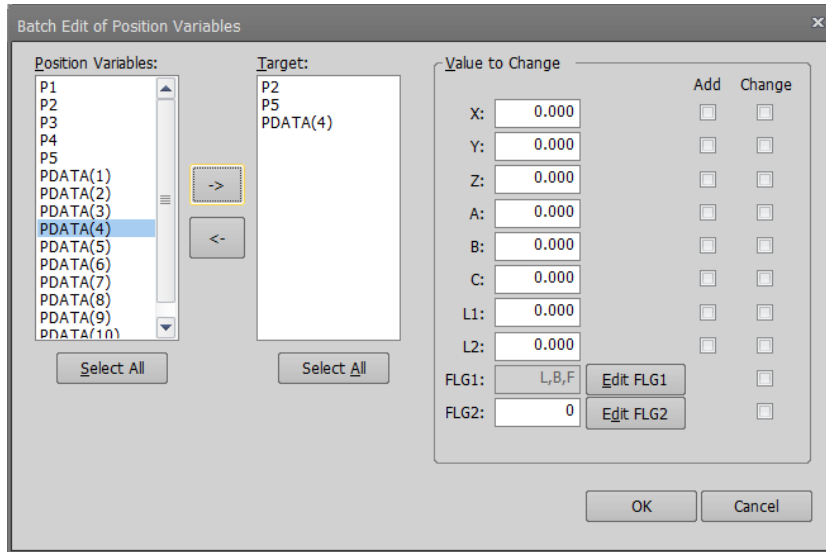 Batch Edit of Position Variables x
Position Variables:
P1
P2
P3
P4
P5
PDATA(1)
PDATA(2)
PDATA(3)
PDATA(4)
PDATA(5)
PDATA(6)
PDATA(7)
PDATA(8)
PDATA(9)
PDATA(10)
Select All
->
<-
Target:
P2
P5
PDATA(4)
Select All
Value to Change
Add Change
X: 0.000
Y: 0.000
Z: 0.000
A: 0.000
B: 0.000
C: 0.000
L1: 0.000
L2: 0.000
FLG1: L,B,F Edit FLG1
FLG2: 0 Edit FLG2
OK Cancel